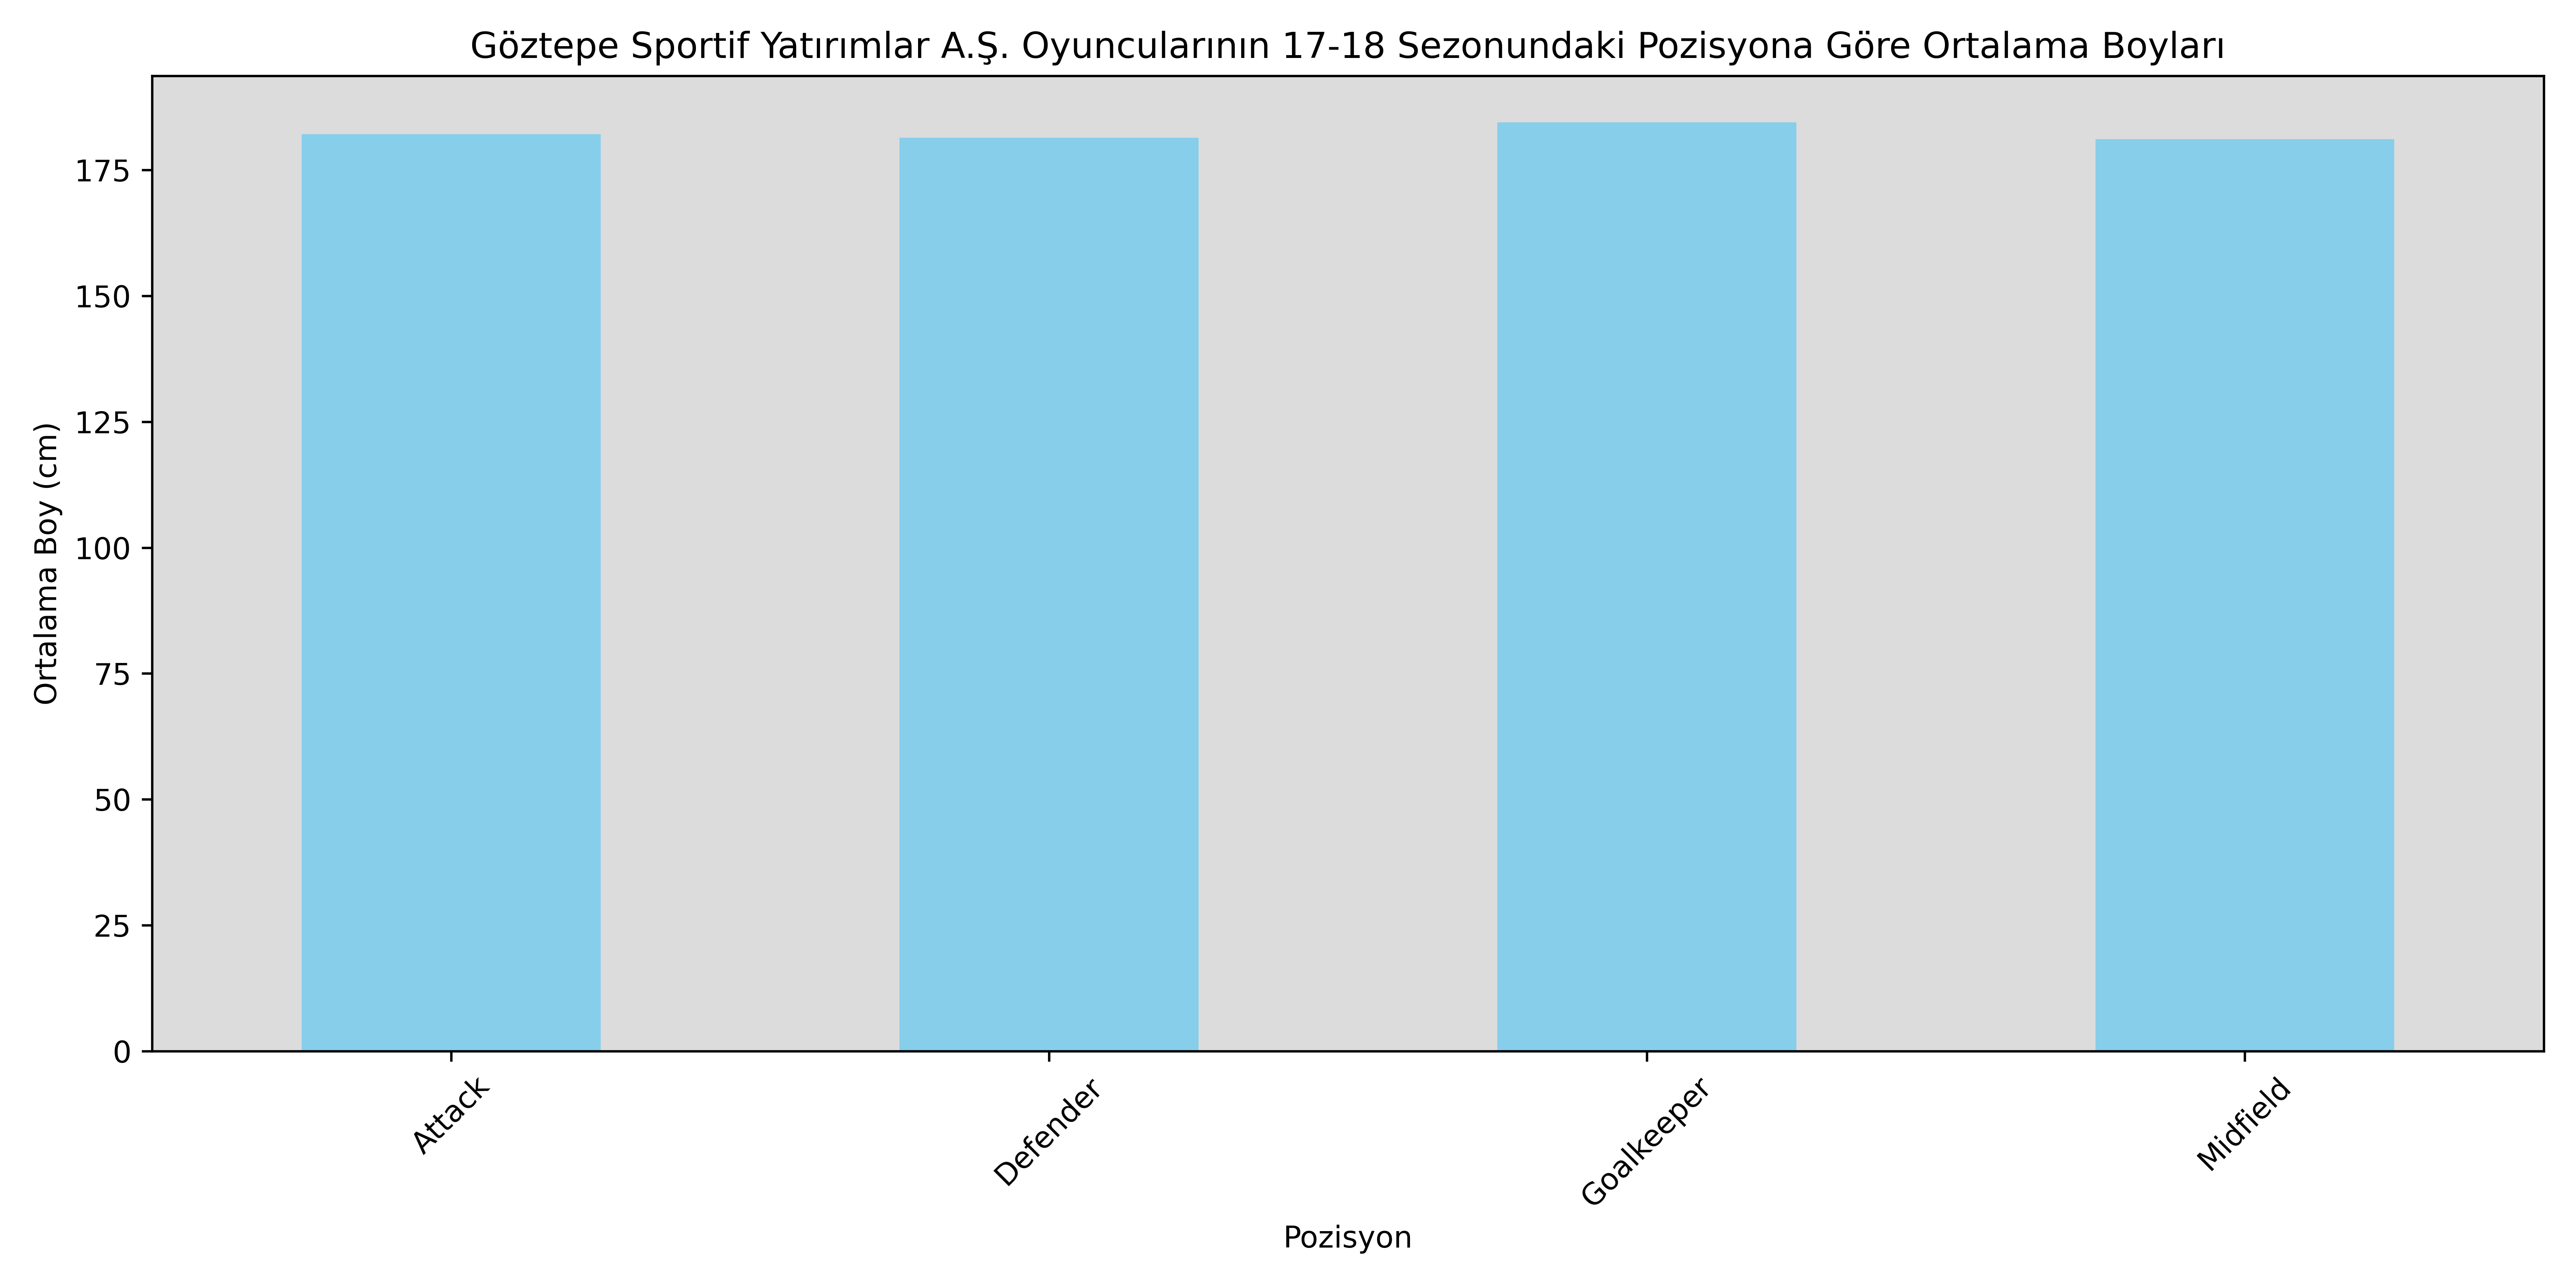 Göztepe Sportif Yatırımlar A.Ş. Oyuncularının 17-18 Sezonundaki Pozisyona Göre Ortalama Boyları
Ortalama Boy (cm)
175
150
125
100
75
50
25
0
Attack
Defender
Goalkeeper
Midfield
Pozisyon